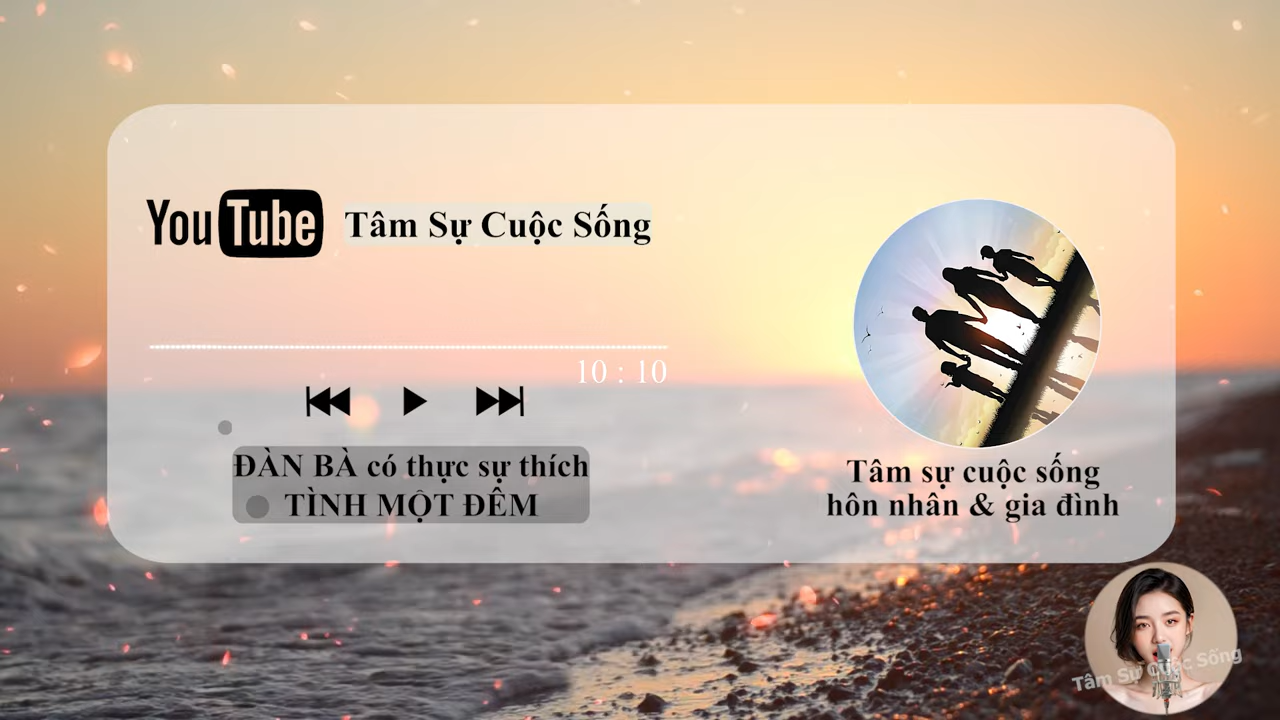 YouTube
Tâm Sự Cuộc Sống
10 : 10
ĐÀN BÀ có thực sự thích
TÌNH MỘT ĐÊM
Tâm sự cuộc sống
hôn nhân & gia đình
Tâm Sự Cuộc Sống